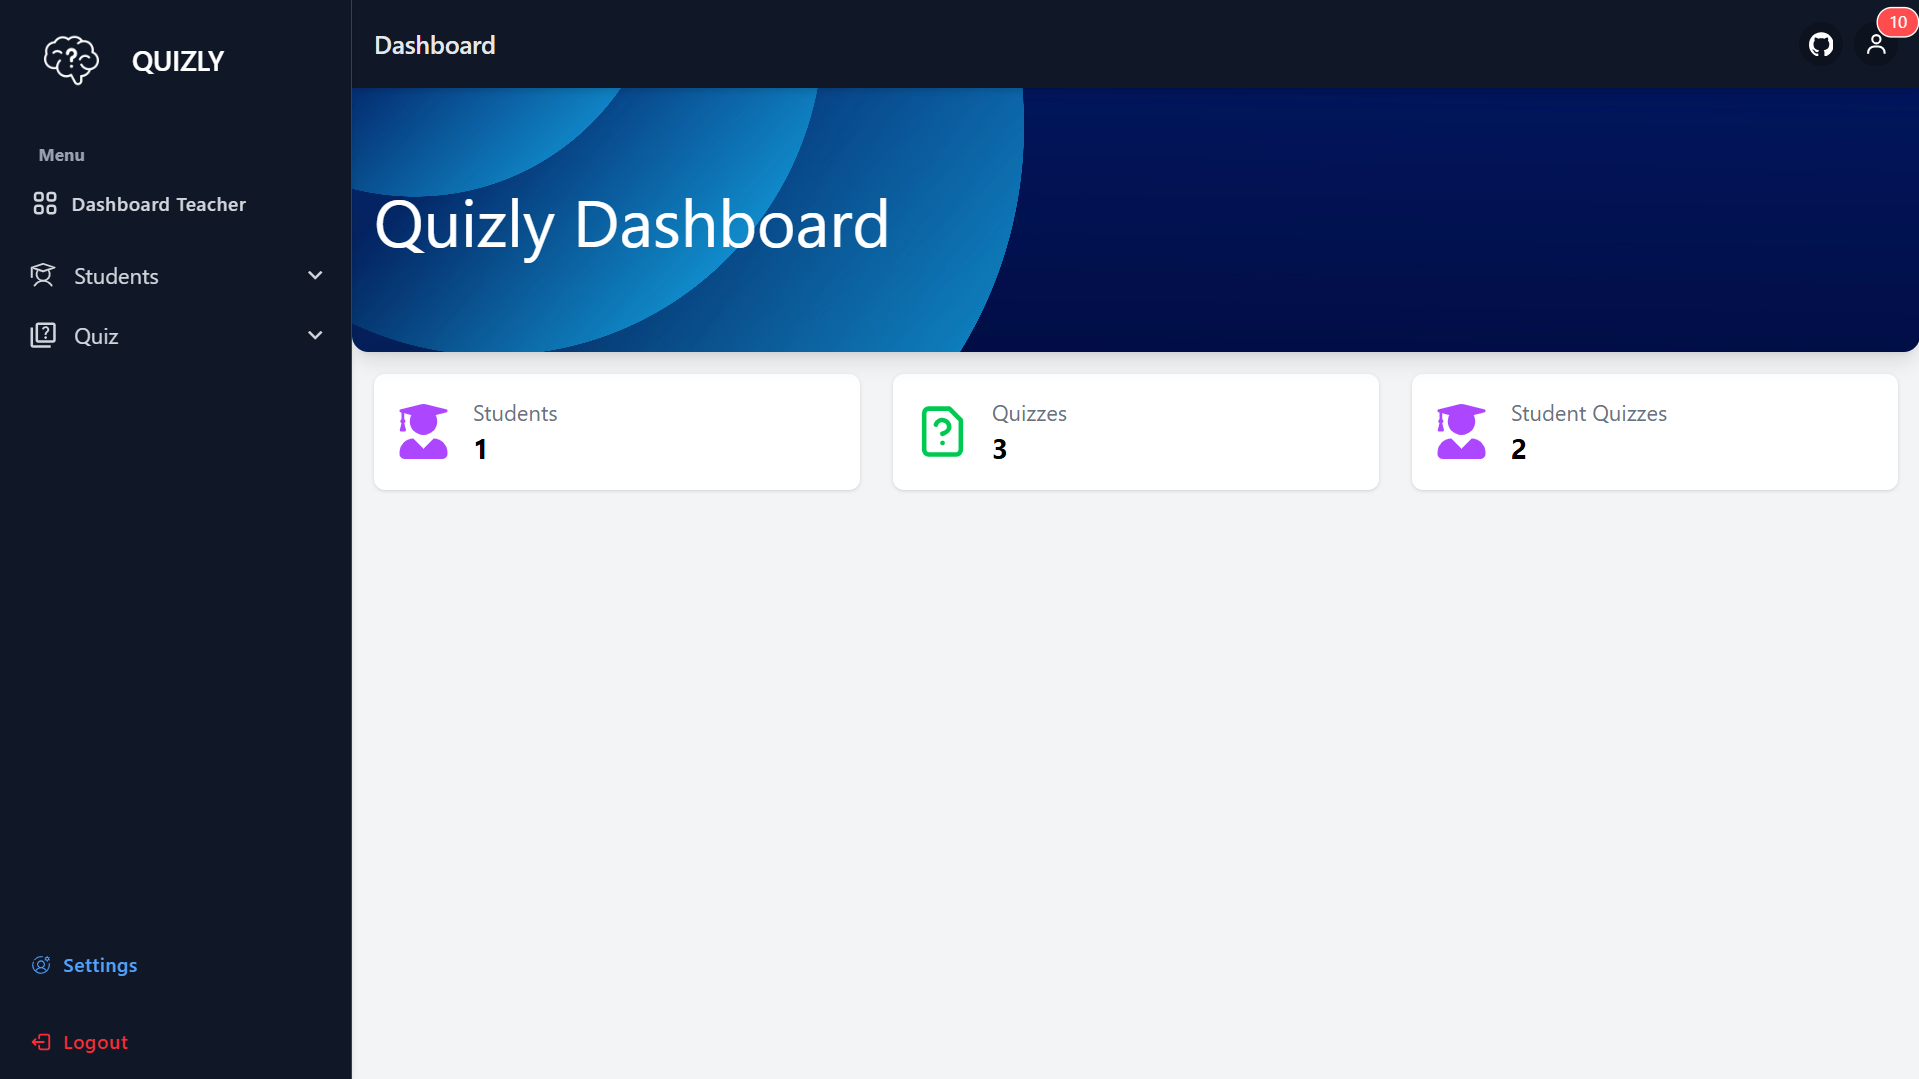 QUIZLY
Menu
Dashboard Teacher
Students
Quiz
Settings
Logout
Dashboard
10
Quizly Dashboard
Students
1
Quizzes
3
Student Quizzes
2